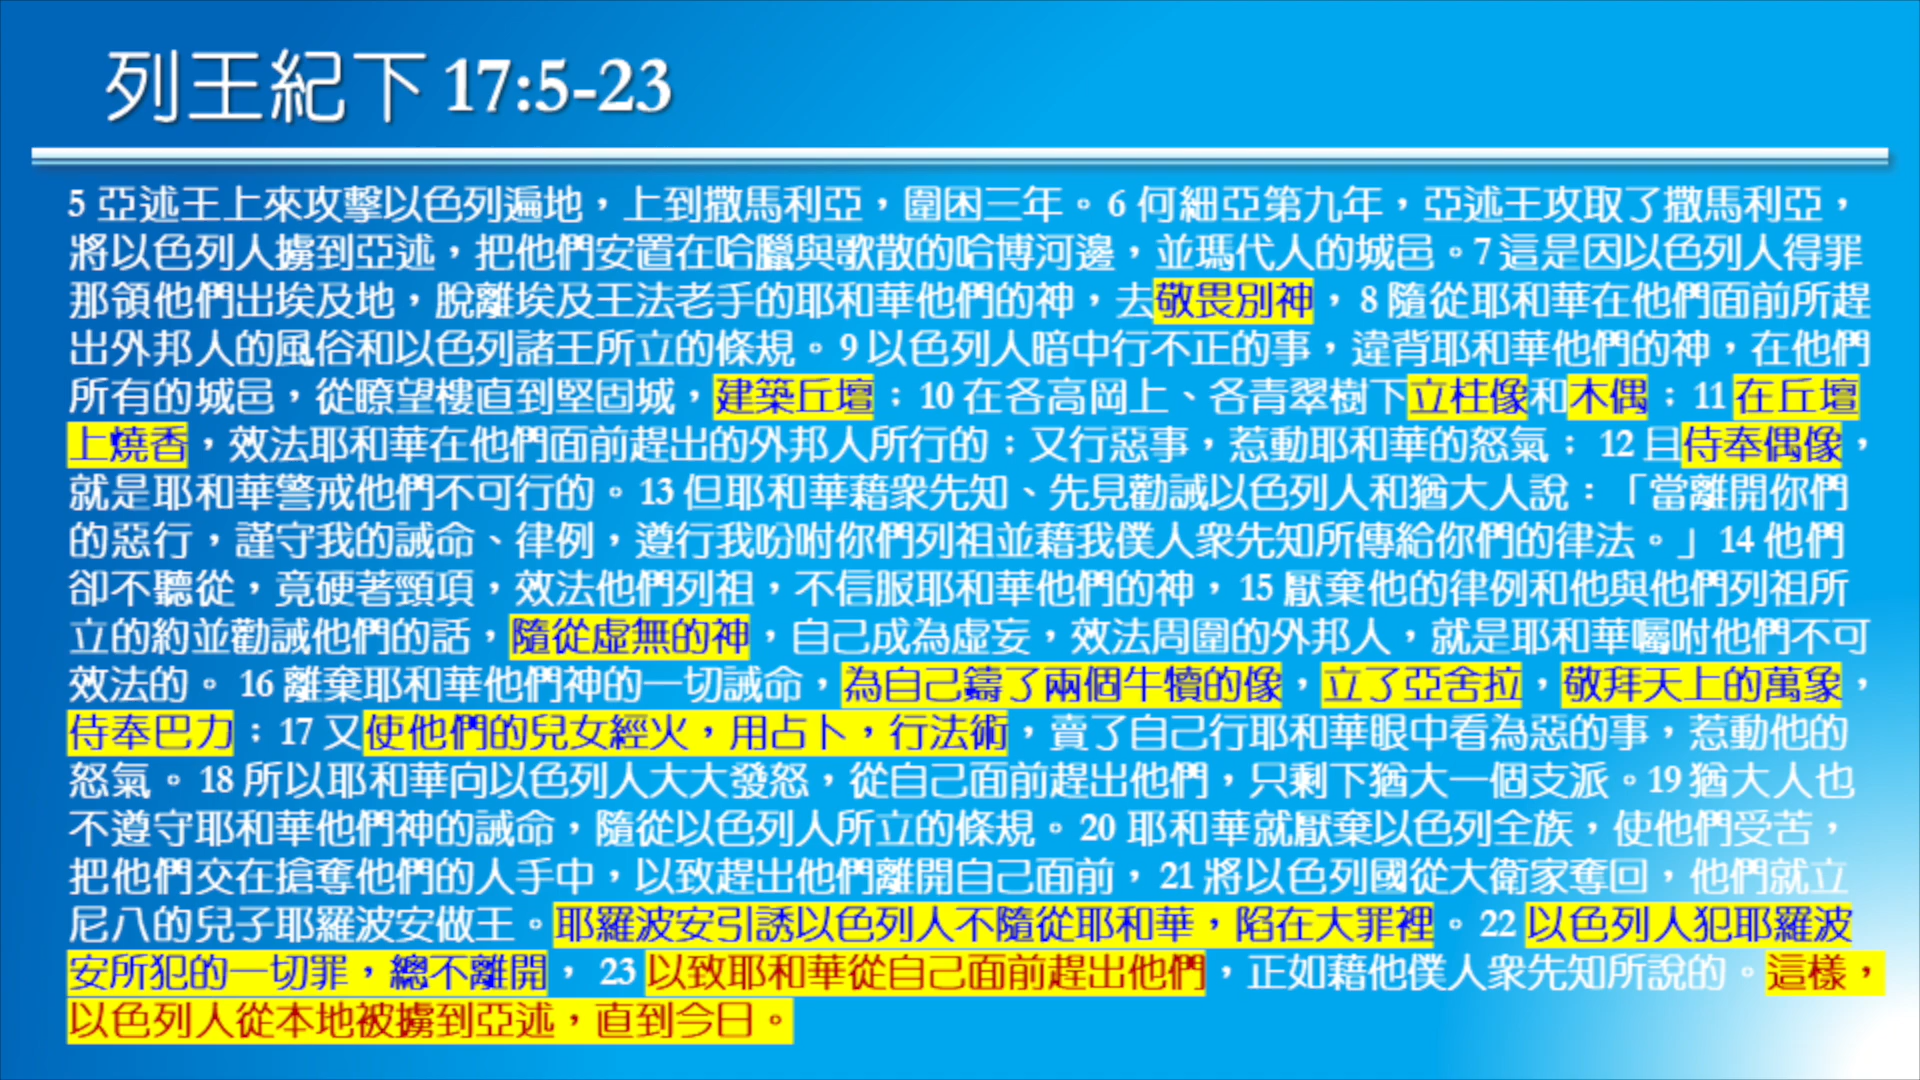 列王紀下 17:5-23
5 亞述王上來攻擊以色列遍地，上到撒馬利亞，圍困三年。6 何細亞第九年，亞述王攻取了撒馬利亞，
將以色列人擄到亞述，把他們安置在哈臘與歌散的哈博河邊，並瑪代人的城邑。7 這是因以色列人得罪
那領他們出埃及地，脫離埃及王法老手的耶和華他們的神，去敬畏別神，8 隨從耶和華在他們面前所趕
出外邦人的風俗和以色列諸王所立的條規。9 以色列人暗中行不正的事，違背耶和華他們的神，在他們
所有的城邑，從瞭望樓直到堅固城，建築丘壇；10 在各高岡上、各青翠樹下立柱像和木偶；11 在丘壇
上燒香，效法耶和華在他們面前趕出的外邦人所行的；又行惡事，惹動耶和華的怒氣；12 且侍奉偶像，
就是耶和華警戒他們不可行的。13 但耶和華藉眾先知、先見勸誡以色列人和猶大人說：「當離開你們
的惡行，謹守我的誡命、律例，遵行我吩咐你們列祖並藉我僕人眾先知所傳給你們的律法。」14 他們
卻不聽從，竟硬著頸項，效法他們列祖，不信服耶和華他們的神，15 厭棄他的律例和他與他們列祖所
立的約並勸誡他們的話，隨從虛無的神，自己成為虛妄，效法周圍的外邦人，就是耶和華囑咐他們不可
效法的。16 離棄耶和華他們神的一切誡命，為自己鑄了兩個牛犢的像，立了亞舍拉，敬拜天上的萬象，
侍奉巴力；17 又使他們的兒女經火，用占卜，行法術，賣了自己行耶和華眼中看為惡的事，惹動他的
怒氣。18 所以耶和華向以色列人大大發怒，從自己面前趕出他們，只剩下猶大一個支派。19 猶大人也
不遵守耶和華他們神的誡命，隨從以色列人所立的條規。20 耶和華就厭棄以色列全族，使他們受苦，
把他們交在搶奪他們的人手中，以致趕出他們離開自己面前，21 將以色列國從大衛家奪回，他們就立
尼八的兒子耶羅波安做王。耶羅波安引誘以色列人不隨從耶和華，陷在大罪裡。22 以色列人犯耶羅波
安所犯的一切罪，總不離開，23 以致耶和華從自己面前趕出他們，正如藉他僕人眾先知所說的。這樣，
以色列人從本地被擄到亞述，直到今日。